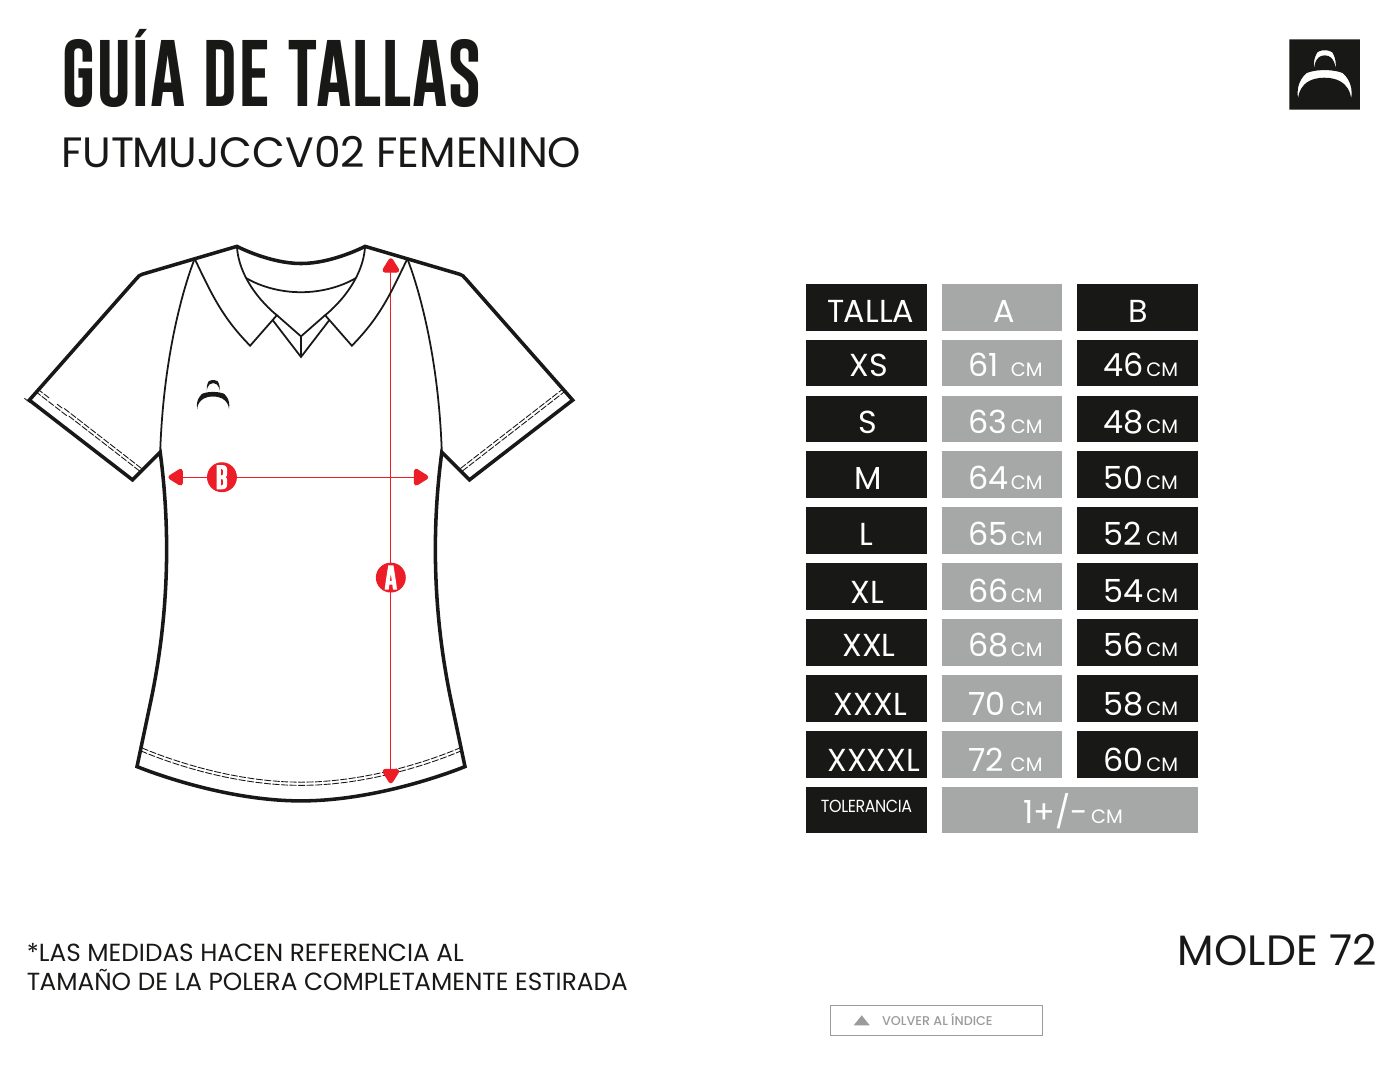 GUÍA DE TALLAS
FUTMUJCCV02 FEMENINO
B
A
TALLA A B
XS 61 CM 46 CM
S 63 CM 48 CM
M 64 CM 50 CM
L 65 CM 52 CM
XL 66 CM 54 CM
XXL 68 CM 56 CM
XXXL 70 CM 58 CM
XXXXL 72 CM 60 CM
TOLERANCIA 1+/- CM
*LAS MEDIDAS HACEN REFERENCIA AL
TAMAÑO DE LA POLERA COMPLETAMENTE ESTIRADA
MOLDE 72
VOLVER AL ÍNDICE